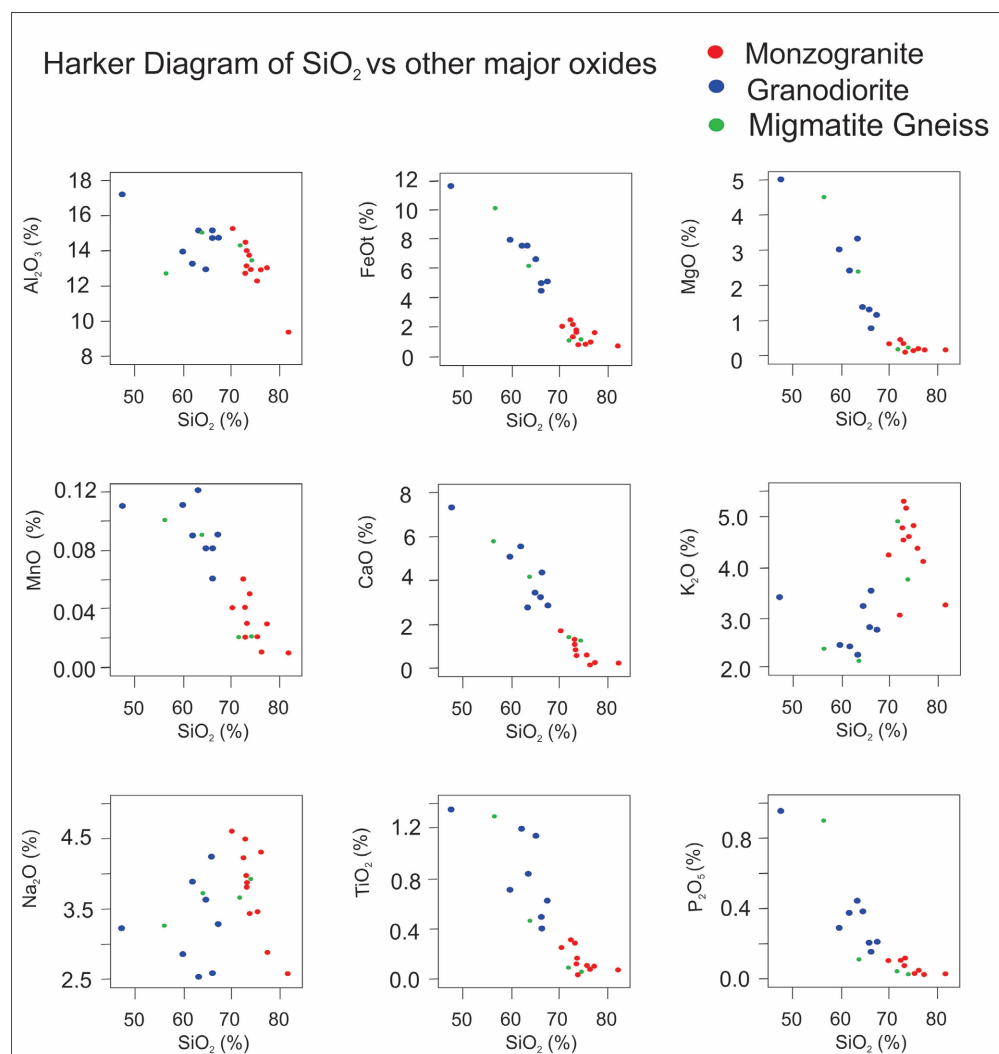 Harker Diagram of SiO₂ vs other major oxides
Monzogranite
Granodiorite
Migmatite Gneiss
Al₂O₃ (%)
18
16
14
12
10
8
50 60 70 80
SiO₂ (%)
FeOt (%)
12
10
8
6
4
2
0
50 60 70 80
SiO₂ (%)
MgO (%)
5
4
3
2
1
0
50 60 70 80
SiO₂ (%)
MnO (%)
0.12
0.08
0.04
0.00
50 60 70 80
SiO₂ (%)
CaO (%)
8
6
4
2
0
50 60 70 80
SiO₂ (%)
K₂O (%)
5.0
4.0
3.0
2.0
50 60 70 80
SiO₂ (%)
Na₂O (%)
4.5
3.5
2.5
50 60 70 80
SiO₂ (%)
TiO₂ (%)
1.2
0.8
0.4
0.0
50 60 70 80
SiO₂ (%)
P₂O₅ (%)
0.8
0.4
0.0
50 60 70 80
SiO₂ (%)